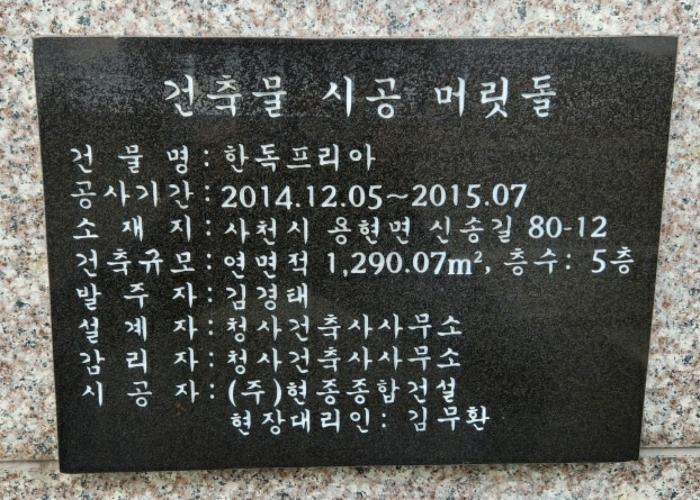 건축물 시공 머릿돌
건 물 명 : 한독프리아
공사기간 : 2014.12.05~2015.07
소 재 지 : 사천시 용현면 신송길 80-12
건축규모 : 연면적 1,290.07m², 층수: 5층
발 주 자 : 김경태
설 계 자 : 청사건축사사무소
감 리 자 : 청사건축사사무소
시 공 자 : (주)현종종합건설
현장대리인 : 김무환